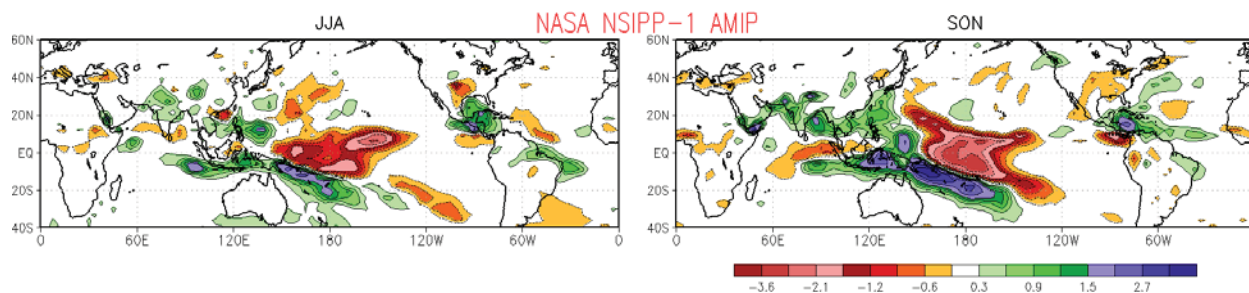 NASA NSIPP-1 AMIP
JJA
SON
60N
40N
20N
EQ
20S
40S
0
60E
120E
180
120W
60W
0
60N
40N
20N
EQ
20S
40S
0
60E
120E
180
120W
60W
-3.6
-2.1
-1.2
-0.6
0.3
0.9
1.5
2.7